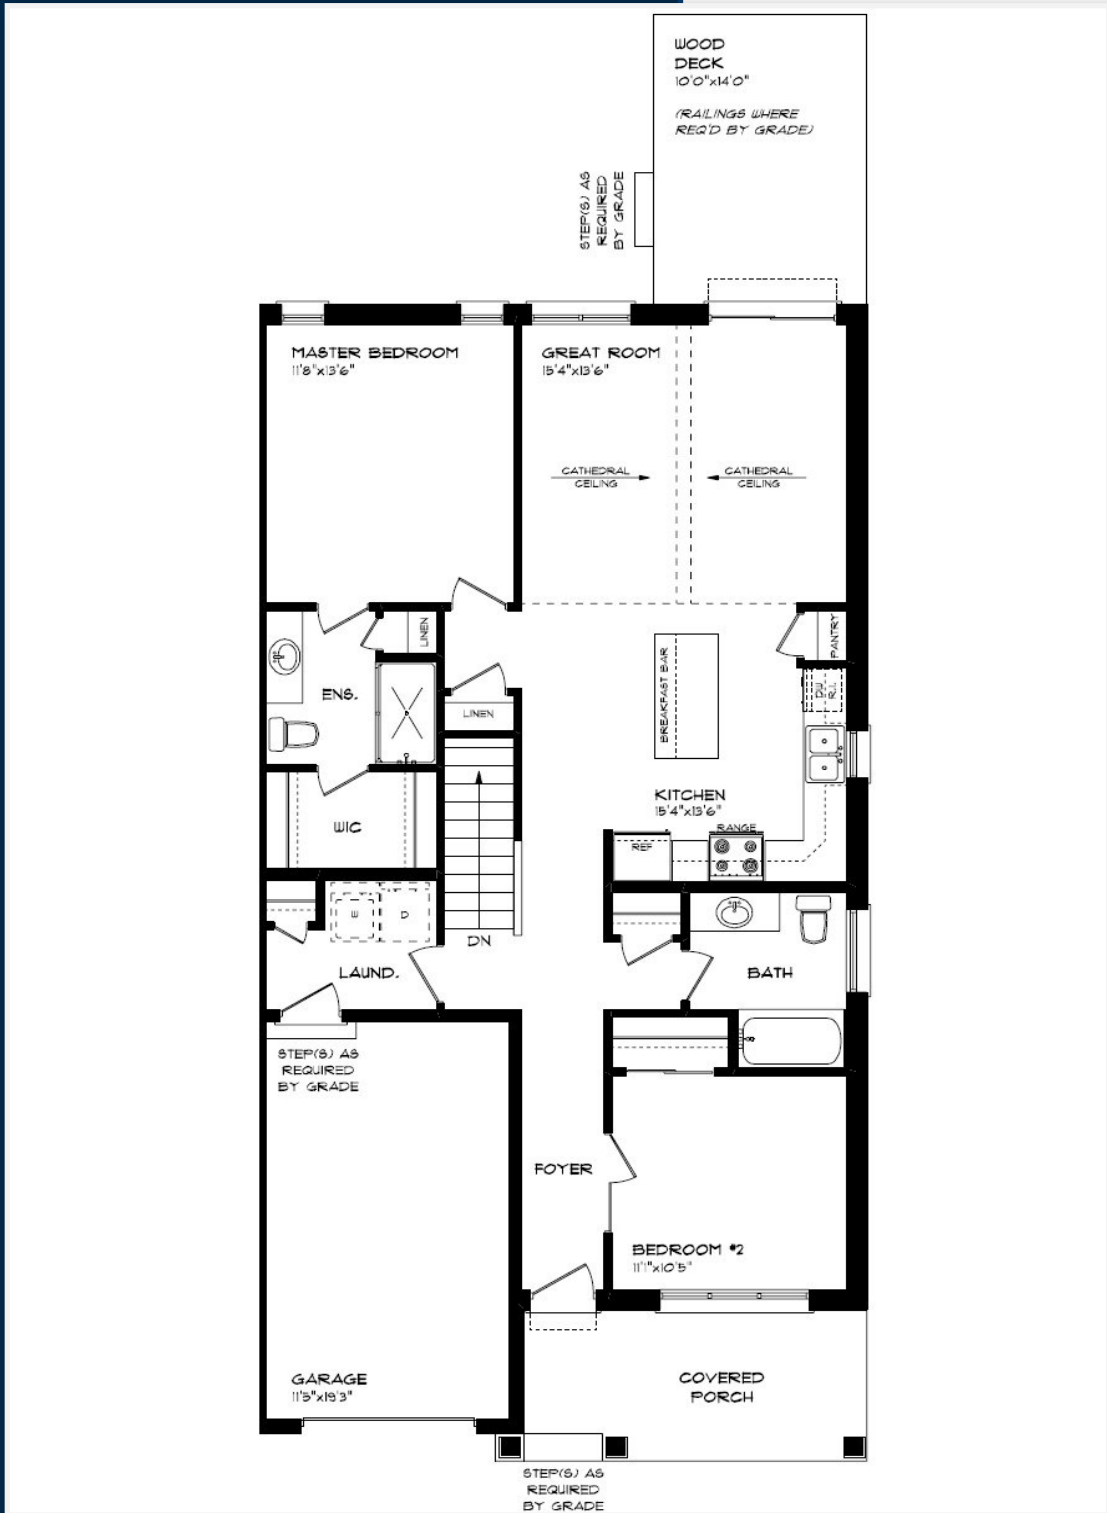 WOOD
DECK
10'0"x14'0"
(RAILINGS WHERE
REQ'D BY GRADE)
STEP(S) AS
REQUIRED
BY GRADE
MASTER BEDROOM
11'8"x13'6"
GREAT ROOM
15'4"x13'6"
CATHEDRAL
CEILING
CATHEDRAL
CEILING
LINEN
PANTRY
ENS.
LINEN
BREAKFAST BAR
DW
R.I.
KITCHEN
15'4"x13'6"
WIC
REF
RANGE
W
D
DN
LAUND.
BATH
STEP(S) AS
REQUIRED
BY GRADE
FOYER
BEDROOM #2
11'1"x10'5"
GARAGE
11'5"x19'3"
COVERED
PORCH
STEP(S) AS
REQUIRED
BY GRADE